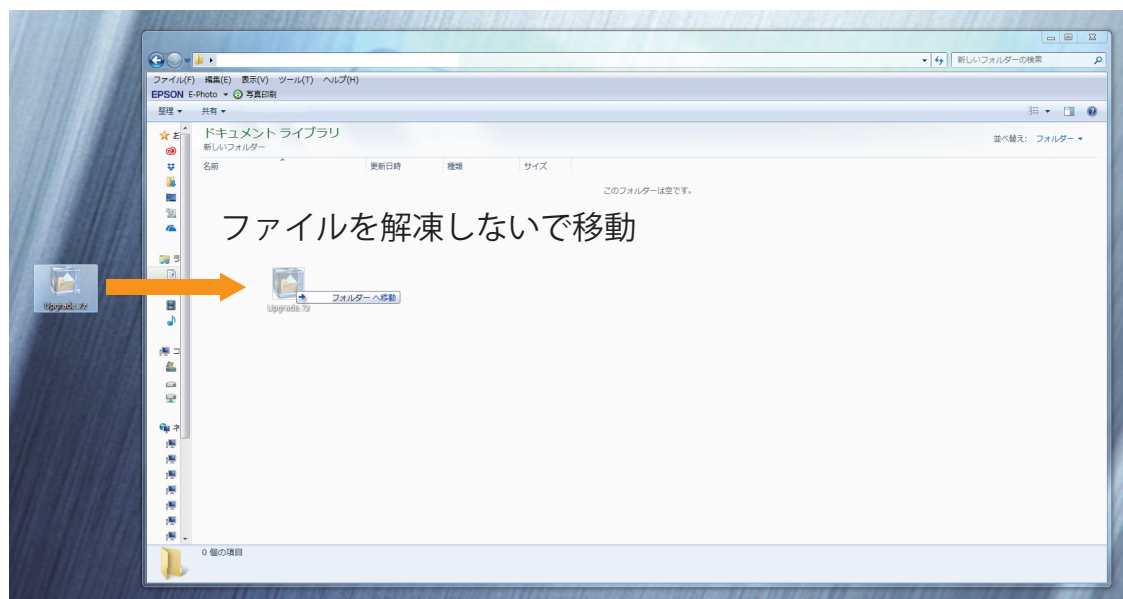 新しいフォルダーの検索
ファイル(F) 編集(E) 表示(V) ツール(T) ヘルプ(H)
EPSON E-Photo 写真印刷
整理 共有
ドキュメント ライブラリ
新しいフォルダー
並べ替え: フォルダー
名前 更新日時 種類 サイズ
このフォルダーは空です。
ファイルを解凍しないで移動
お
ラ
Upgrade.7z
フォルダー へ移動
Upgrade.7z
コ
ネ
0 個の項目